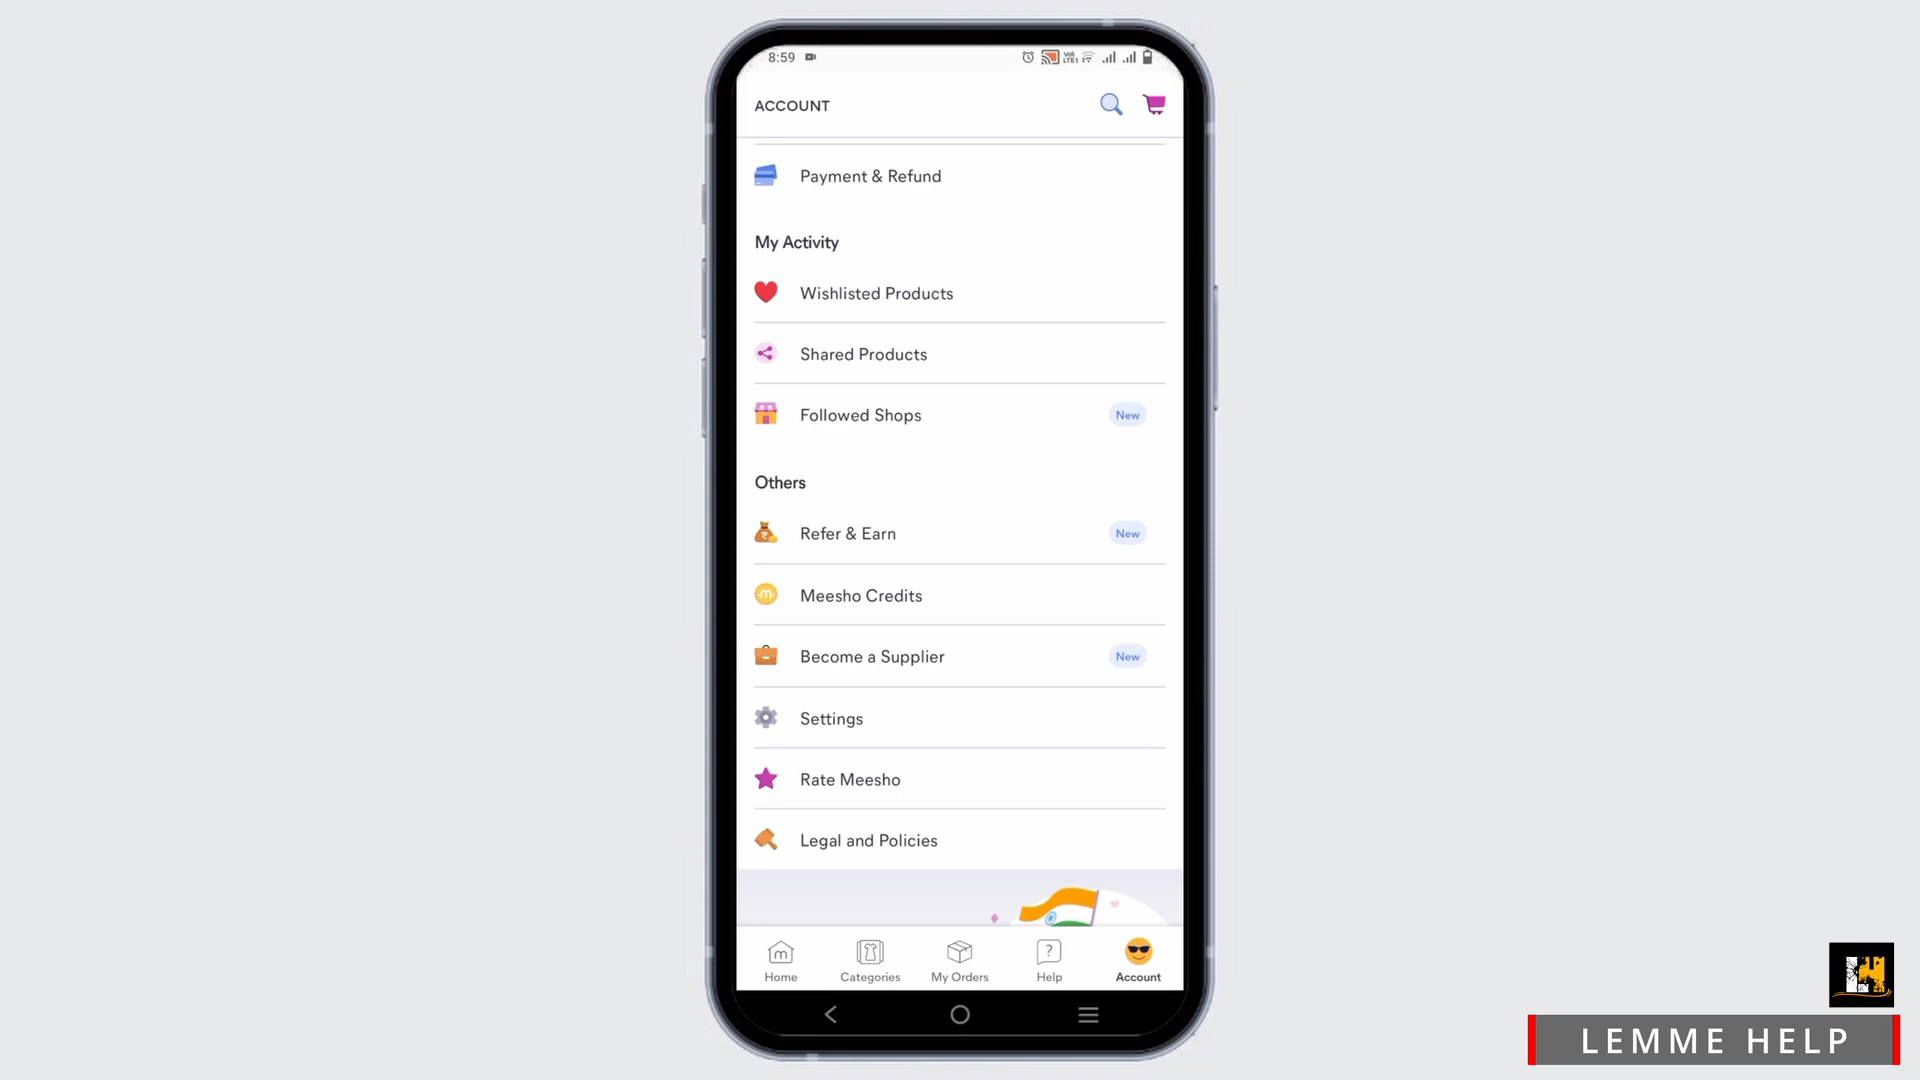 8:59
ACCOUNT
Payment & Refund
My Activity
Wishlisted Products
Shared Products
Followed Shops New
Others
Refer & Earn New
Meesho Credits
Become a Supplier New
Settings
Rate Meesho
Legal and Policies
Home Categories My Orders Help Account
LEMME HELP